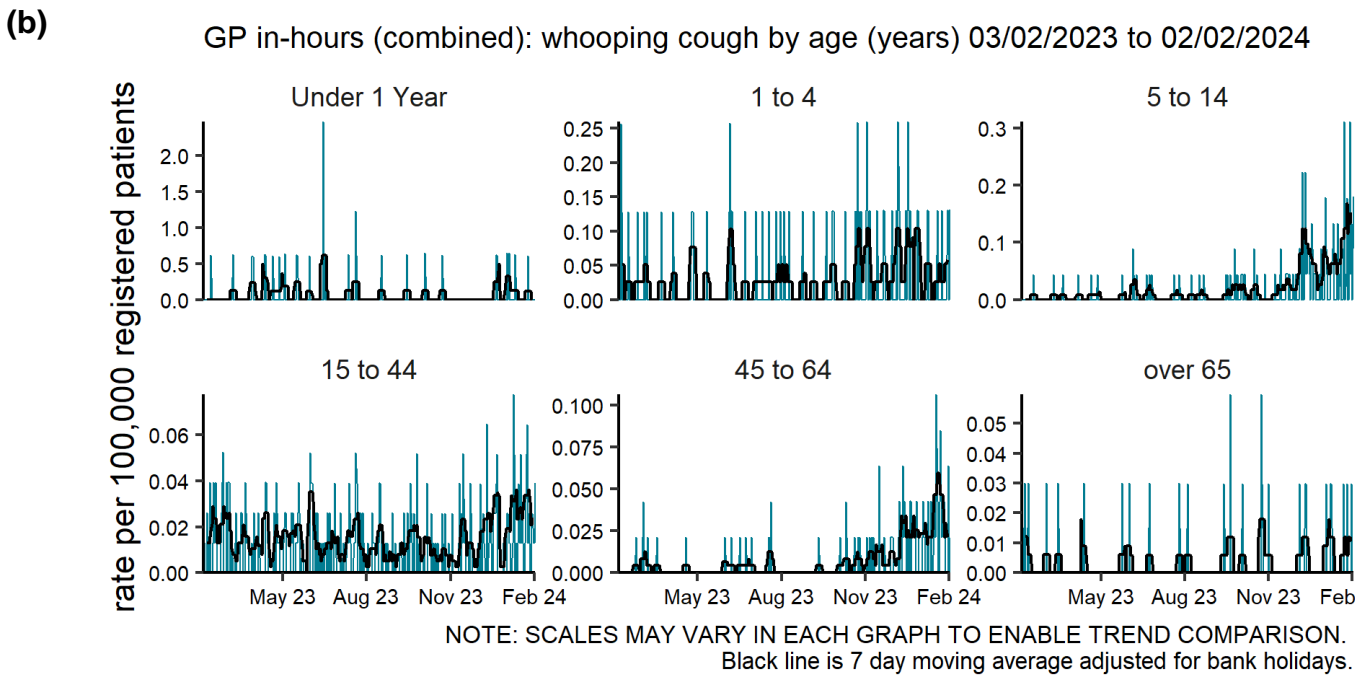 (b)
GP in-hours (combined): whooping cough by age (years) 03/02/2023 to 02/02/2024
rate per 100,000 registered patients
Under 1 Year
2.0
1.5
1.0
0.5
0.0
1 to 4
0.25
0.20
0.15
0.10
0.05
0.00
5 to 14
0.3
0.2
0.1
0.0
15 to 44
0.06
0.04
0.02
0.00
May 23 Aug 23 Nov 23 Feb 24
45 to 64
0.100
0.075
0.050
0.025
0.000
May 23 Aug 23 Nov 23 Feb 24
over 65
0.05
0.04
0.03
0.02
0.01
0.00
May 23 Aug 23 Nov 23 Feb
NOTE: SCALES MAY VARY IN EACH GRAPH TO ENABLE TREND COMPARISON.
Black line is 7 day moving average adjusted for bank holidays.